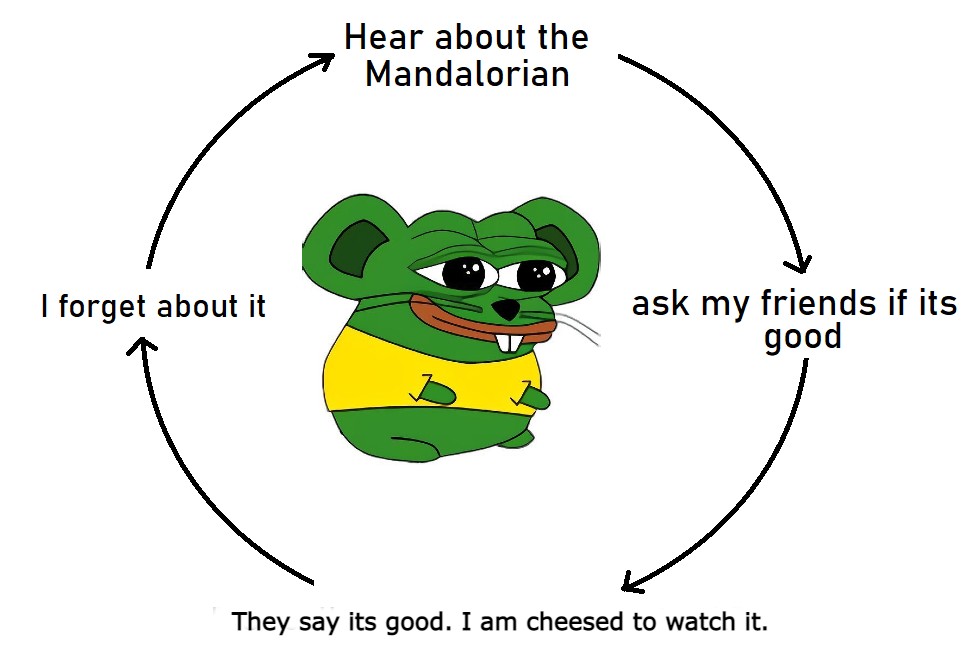 Hear about the
Mandalorian
ask my friends if its
good
They say its good. I am cheesed to watch it.
I forget about it